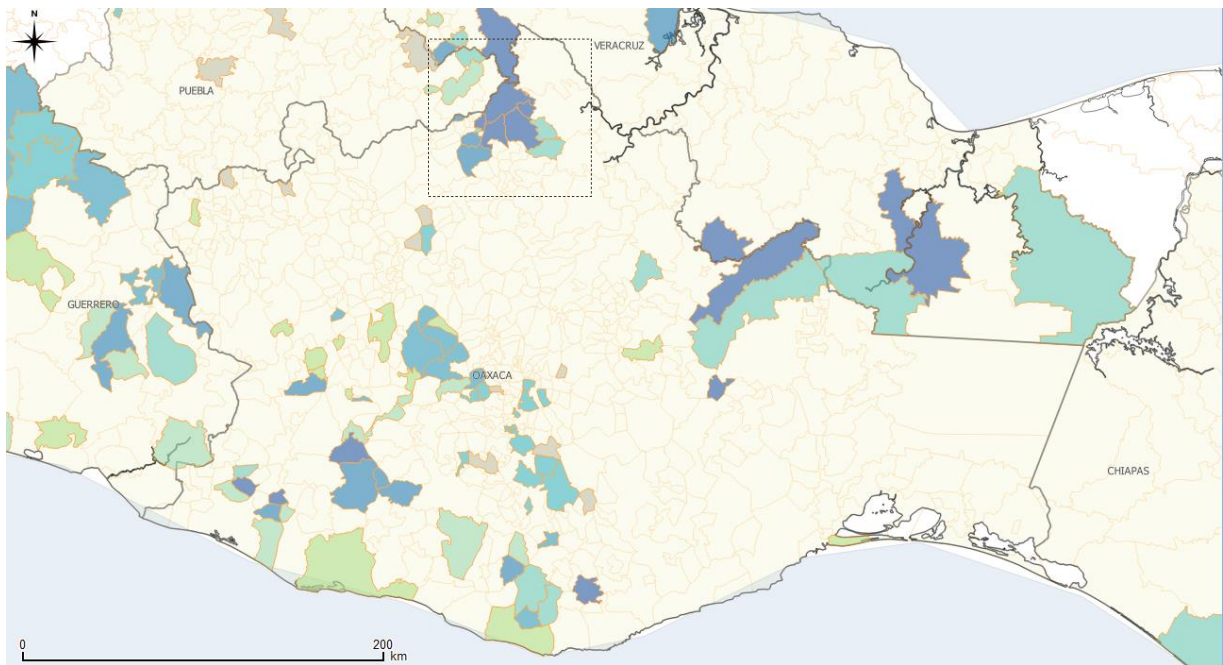 N
VERACRUZ
PUEBLA
GUERRERO
OAXACA
CHIAPAS
0 200
km